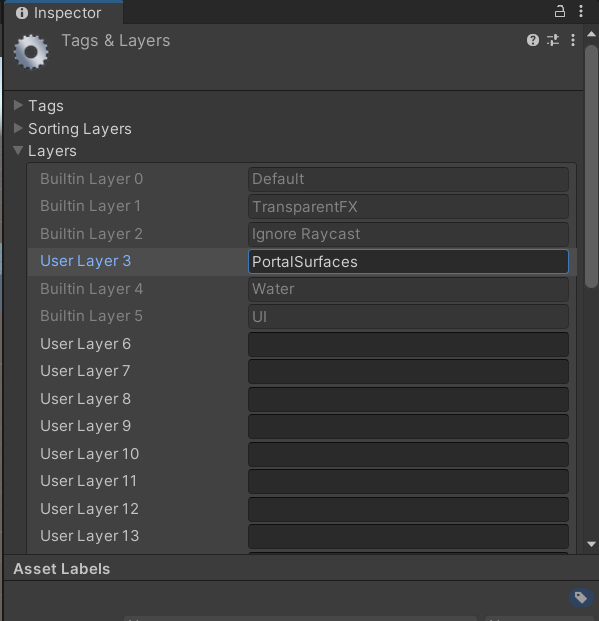 Inspector
Tags & Layers
Tags
Sorting Layers
Layers
Builtin Layer 0 Default
Builtin Layer 1 TransparentFX
Builtin Layer 2 Ignore Raycast
User Layer 3 PortalSurfaces
Builtin Layer 4 Water
Builtin Layer 5 UI
User Layer 6
User Layer 7
User Layer 8
User Layer 9
User Layer 10
User Layer 11
User Layer 12
User Layer 13
Asset Labels